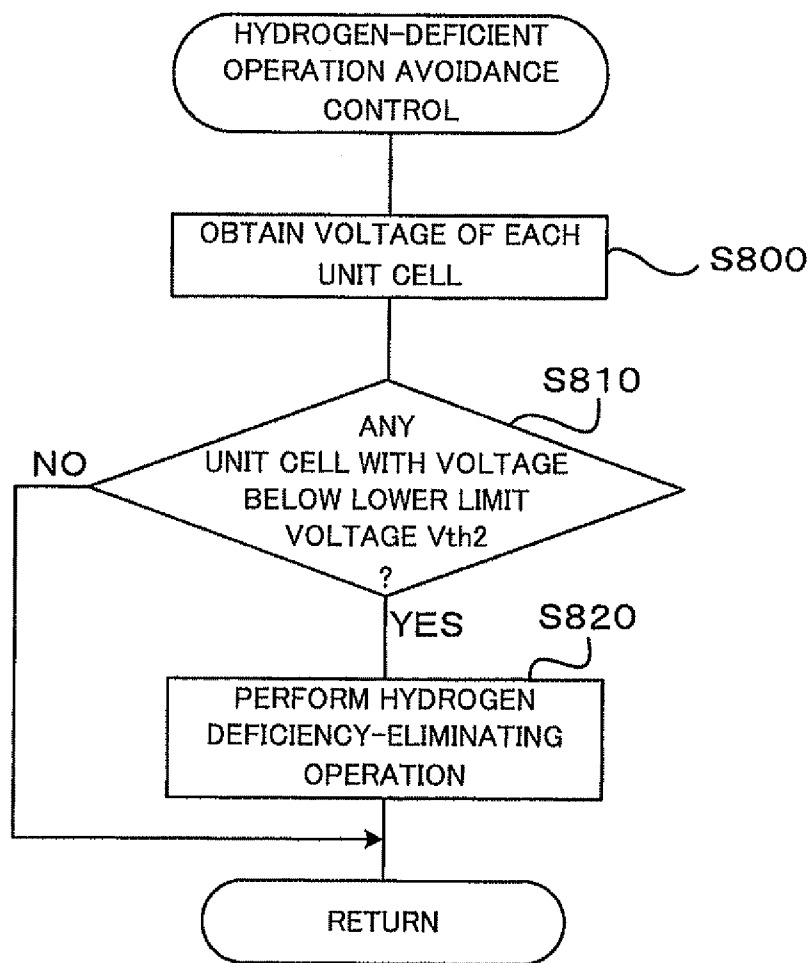 HYDROGEN-DEFICIENT
OPERATION AVOIDANCE
CONTROL
OBTAIN VOLTAGE OF EACH
UNIT CELL
S800
S810
ANY
UNIT CELL WITH VOLTAGE
BELOW LOWER LIMIT
VOLTAGE Vth2
?
NO
YES
S820
PERFORM HYDROGEN
DEFICIENCY-ELIMINATING
OPERATION
RETURN